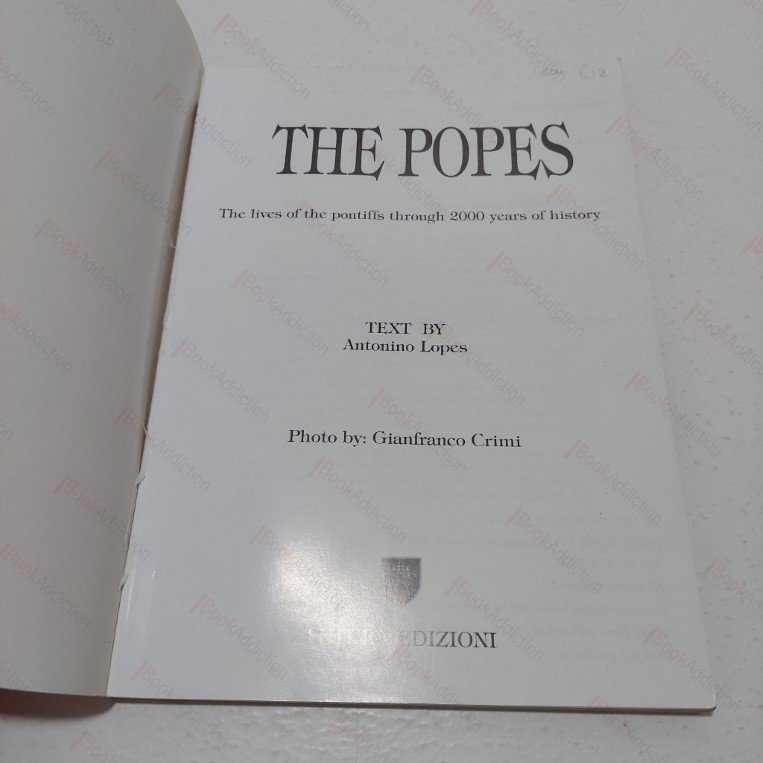 THE POPES
The lives of the pontiffs through 2000 years of history
TEXT BY
Antonino Lopes
Photo by: Gianfranco Crimi
EDIZIONI
BookAddiction